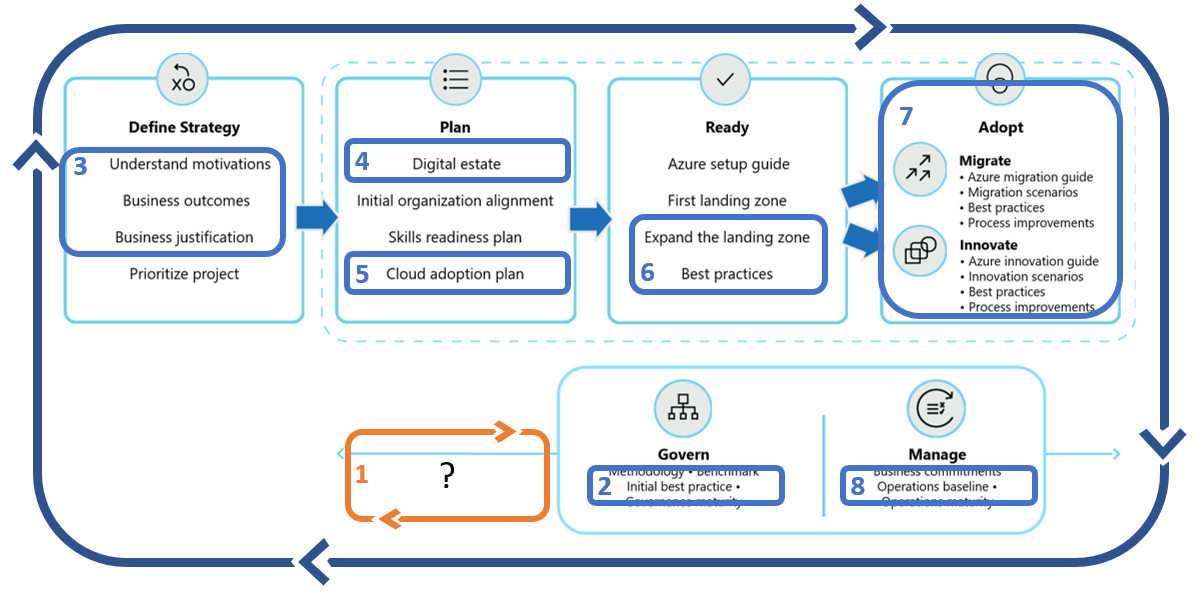 XO
Define Strategy
3
Understand motivations
Business outcomes
Business justification
Prioritize project
Plan
4
Digital estate
Initial organization alignment
Skills readiness plan
5
Cloud adoption plan
Ready
Azure setup guide
First landing zone
Expand the landing zone
6
Best practices
7
Adopt
Migrate
• Azure migration guide
• Migration scenarios
• Best practices
• Process improvements
Innovate
• Azure innovation guide
• Innovation scenarios
• Best practices
• Process improvements
1
?
Govern
Methodology • Benchmark
2
Initial best practice •
Governance maturity
Manage
Business commitments
8
Operations baseline •
Operations maturity